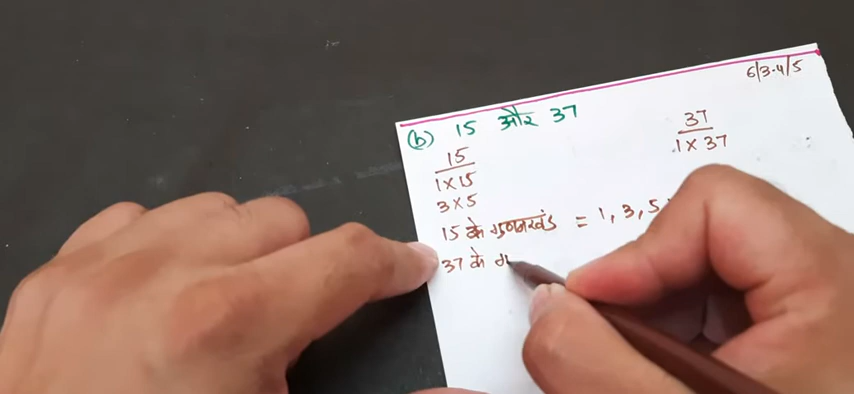 6/3.4/5
(b) 15 और 37
15
1×15
3×5
37
1×37
15 के गुणनखंड = 1, 3, 5,
37 के